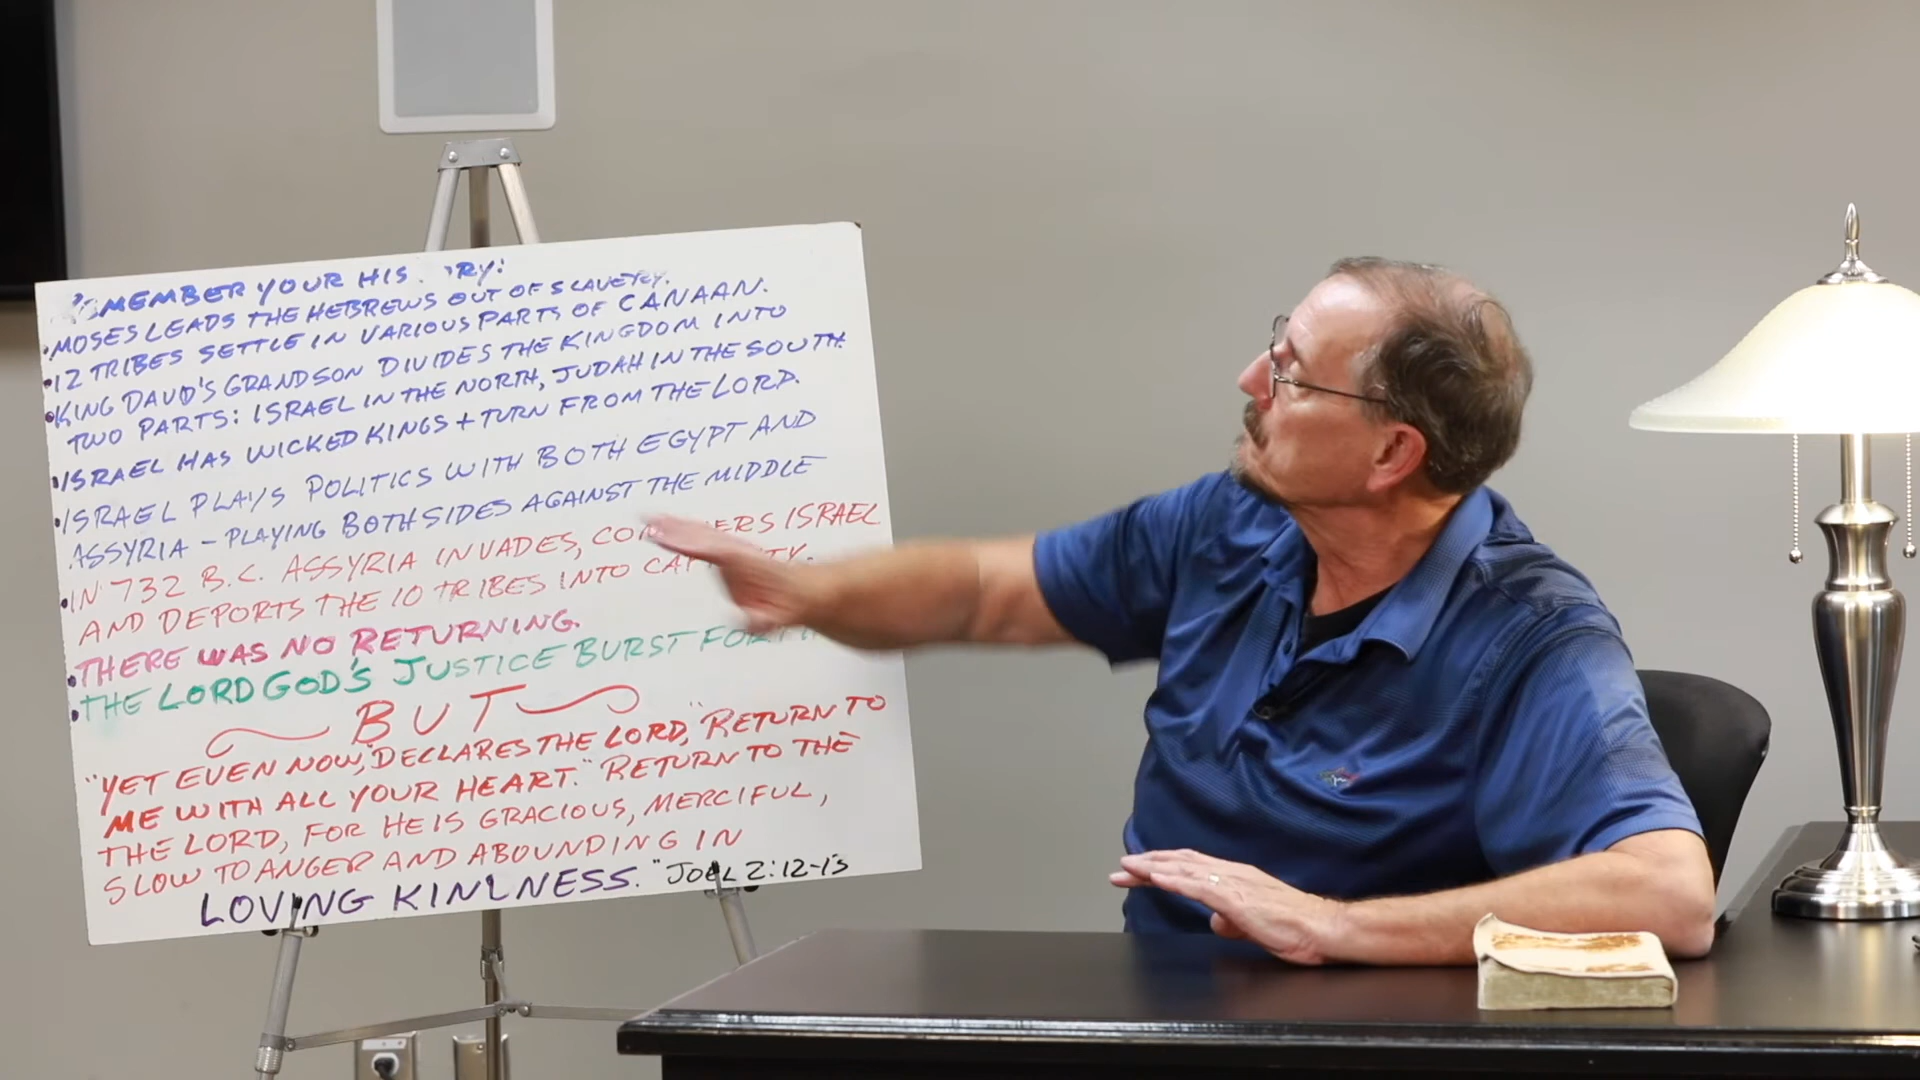 MEMBER YOUR HIS RY:
• MOSES LEADS THE HEBREWS OUT OF SLAVETRY.
• 12 TRIBES SETTLE IN VARIOUS PARTS OF CANAAN.
• KING DAVID'S GRANDSON DIVIDES THE KINGDOM INTO
TWO PARTS: ISRAEL IN THE NORTH, JUDAH IN THE SOUTH.
• ISRAEL HAS WICKED KINGS + TURN FROM THE LORD.
• ISRAEL PLAYS POLITICS WITH BOTH EGYPT AND
ASSYRIA - PLAYING BOTH SIDES AGAINST THE MIDDLE
• IN 732 B.C. ASSYRIA INVADES, CON ERS ISRAEL
AND DEPORTS THE 10 TRIBES INTO CAP TY.
• THERE WAS NO RETURNING.
• THE LORD GOD'S JUSTICE BURST FORTH
BUT
"YET EVEN NOW," DECLARES THE LORD, "RETURN TO
ME WITH ALL YOUR HEART." RETURN TO THE
THE LORD, FOR HE IS GRACIOUS, MERCIFUL,
SLOW TO ANGER AND ABOUNDING IN
LOVING KINDNESS." JOEL 2:12-13